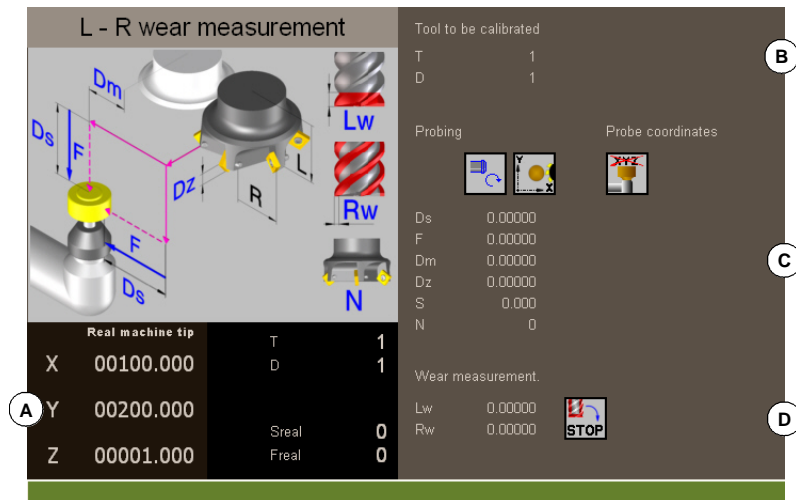 L - R wear measurement
Dm
Ds
F
Dz
R
L
F
Ds
Lw
Rw
N
Real machine tip
X 00100.000
Y 00200.000
Z 00001.000
T 1
D 1
Sreal 0
Freal 0
A
Tool to be calibrated
T 1
D 1
B
Probing Probe coordinates
Y
X
XYZ
Ds 0.00000
F 0.00000
Dm 0.00000
Dz 0.00000
S 0.000
N 0
C
Wear measurement.
Lw 0.00000
Rw 0.00000
STOP
D